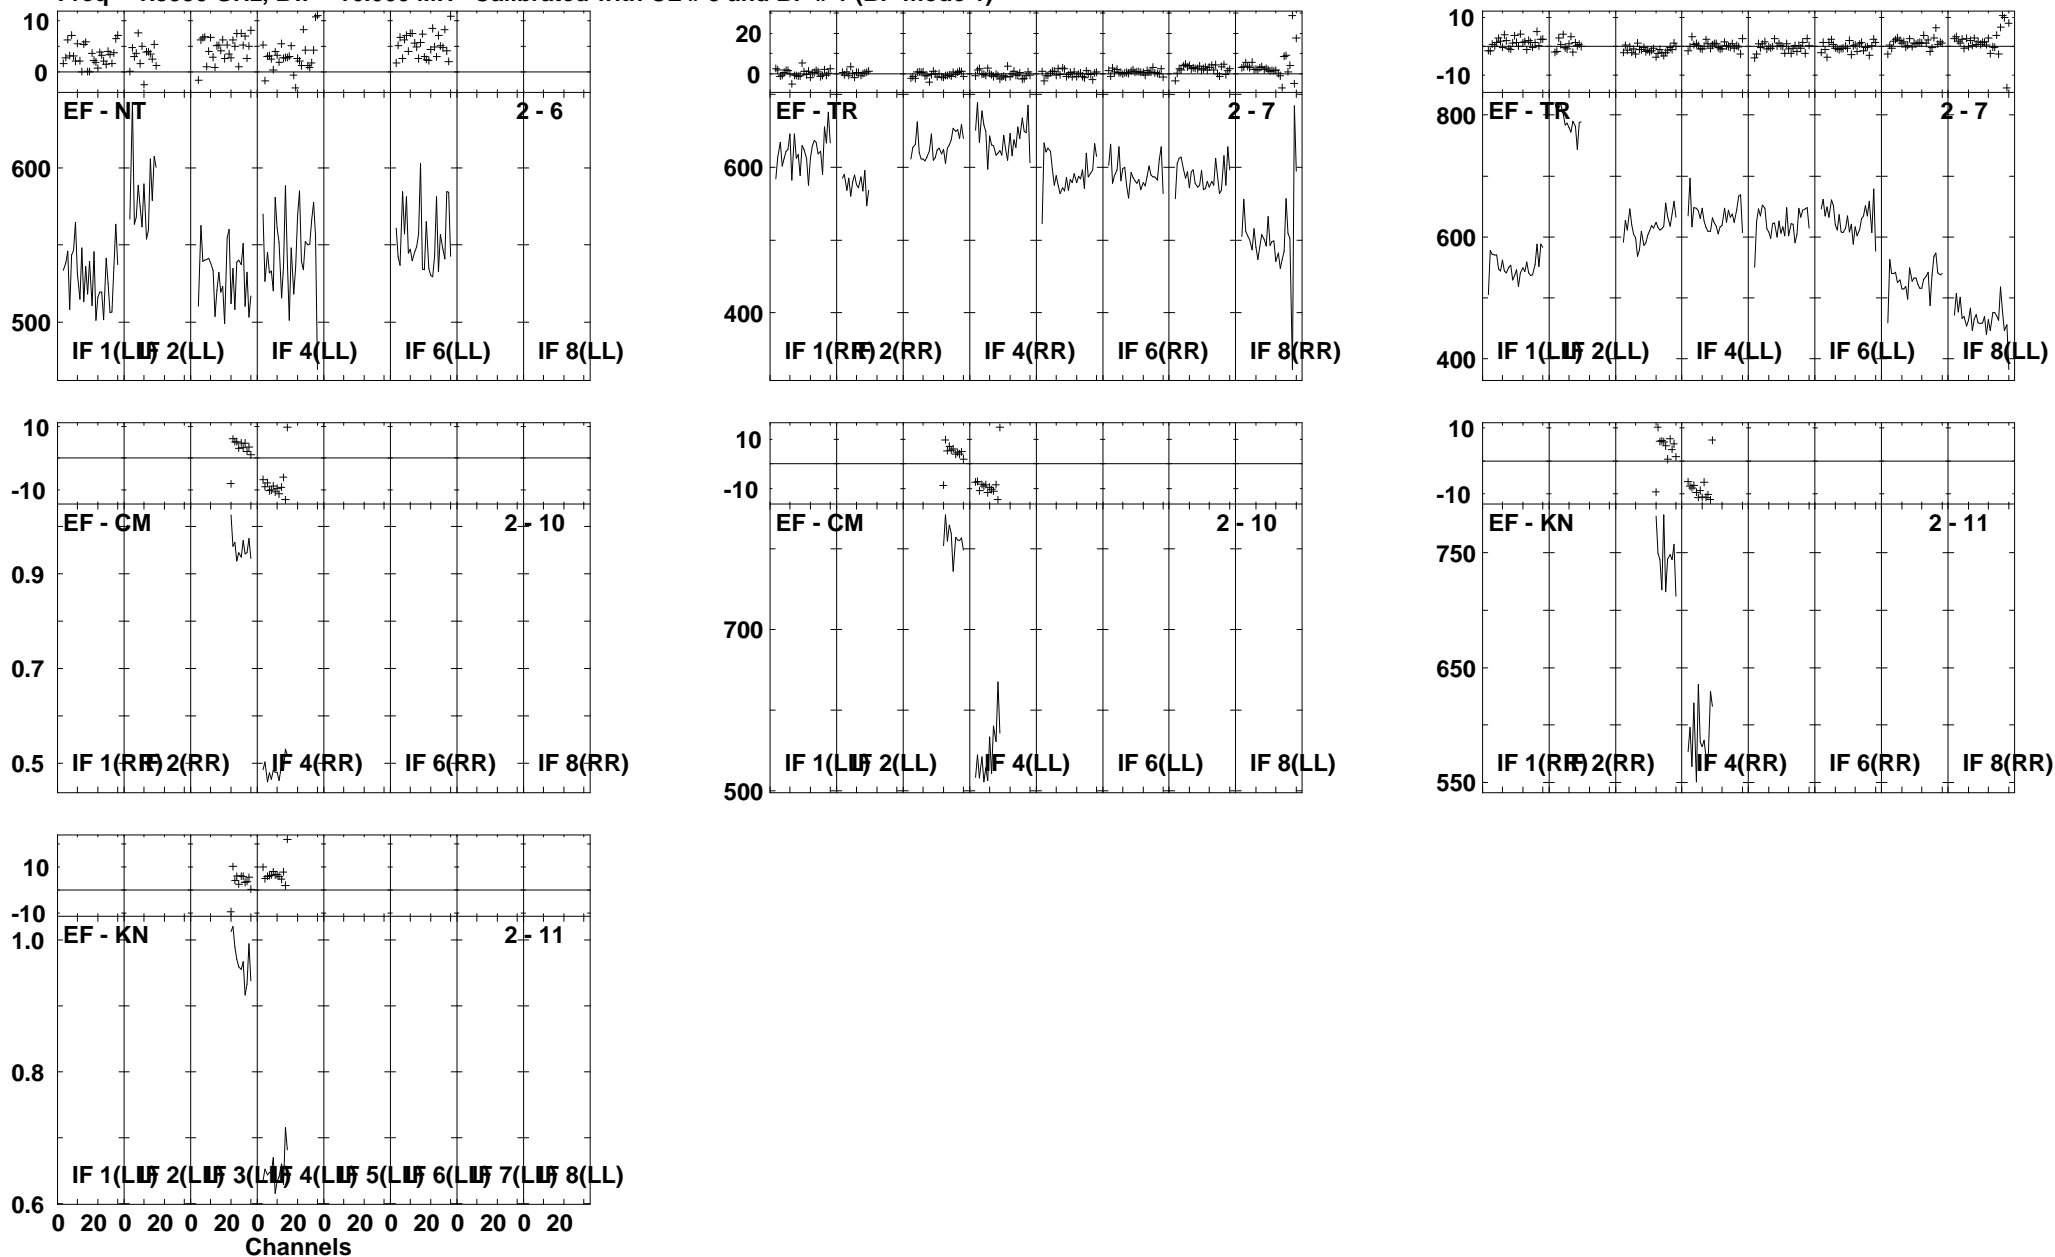 10
0
EF - NT 2 - 6
600
500
IF 1(LL) IF 2(LL) IF 4(LL) IF 6(LL) IF 8(LL)
20
0
EF - TR 2 - 7
600
400
IF 1(RR) IF 2(RR) IF 4(RR) IF 6(RR) IF 8(RR)
10
-10
EF - TR 2 - 7
800
600
400
IF 1(LL) IF 2(LL) IF 4(LL) IF 6(LL) IF 8(LL)
10
-10
EF - CM 2 - 10
0.9
0.7
0.5
IF 1(RR) IF 2(RR) IF 4(RR) IF 6(RR) IF 8(RR)
10
-10
EF - CM 2 - 10
700
500
IF 1(LL) IF 2(LL) IF 4(LL) IF 6(LL) IF 8(LL)
10
-10
EF - KN 2 - 11
750
650
550
IF 1(RR) IF 2(RR) IF 4(RR) IF 6(RR) IF 8(RR)
10
-10
EF - KN 2 - 11
1.0
0.8
0.6
IF 1(LL) IF 2(LL) IF 3(LL) IF 4(LL) IF 5(LL) IF 6(LL) IF 7(LL) IF 8(LL)
0 20 0 20 0 20 0 20 0 20 0 20 0 20 0 20
Channels